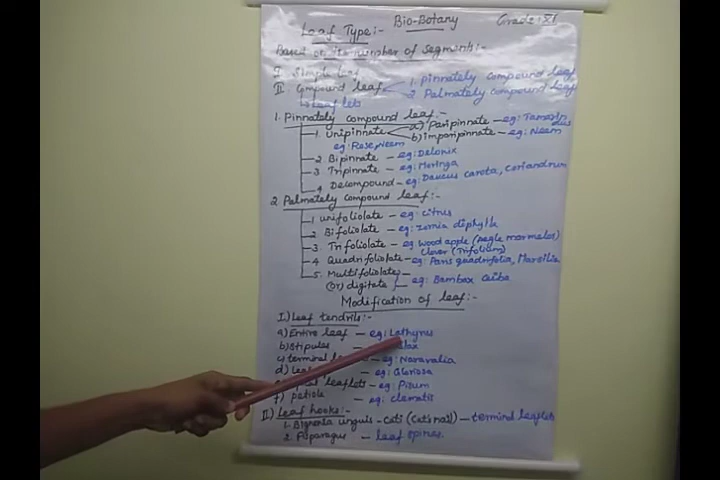 Bio-Botany
Grade: XI
Leaf Type:-
Based on its number of segments:-
I Simple leaf
II Compound leaf
1. Pinnately compound leaf
2. Palmately compound leaf
Leaf lets
1. Pinnately compound leaf:-
1. Unipinnate
a) Paripinnate - eg: Tamarindus
b) imparipinnate - eg: Neem
eg: Rose, Neem
2 Bipinnate - eg: Delonix
3 Tripinnate - eg: Moringa
4 Decompound - eg: Daucus carota, Coriandrum
2 Palmately compound leaf:-
1 unifoliolate - eg: citrus
2 Bifoliolate - eg: Zornia diphylla
3 Trifoliolate - eg: wood apple (Aegle marmelos)
clover (Trifolium)
4 Quadrifoliolate - eg: Paris quadrifolia, Marsilia
5. Multifoliolate
(or) digitate - eg: Bombax ceiba
Modification of leaf:-
I.) Leaf tendrils:-
a) Entire leaf - eg: Lathyrus
b) Stipules
c) terminal - eg: Naravalia
d) - eg: Gloriosa
leaflets - eg: Pisum
f) Petiole - eg: clematis
II.) Leaf hooks:-
1. Bignonia unguis - cati (Cat's nail) - terminal leaflets
2. Asparagus - leaf spines.